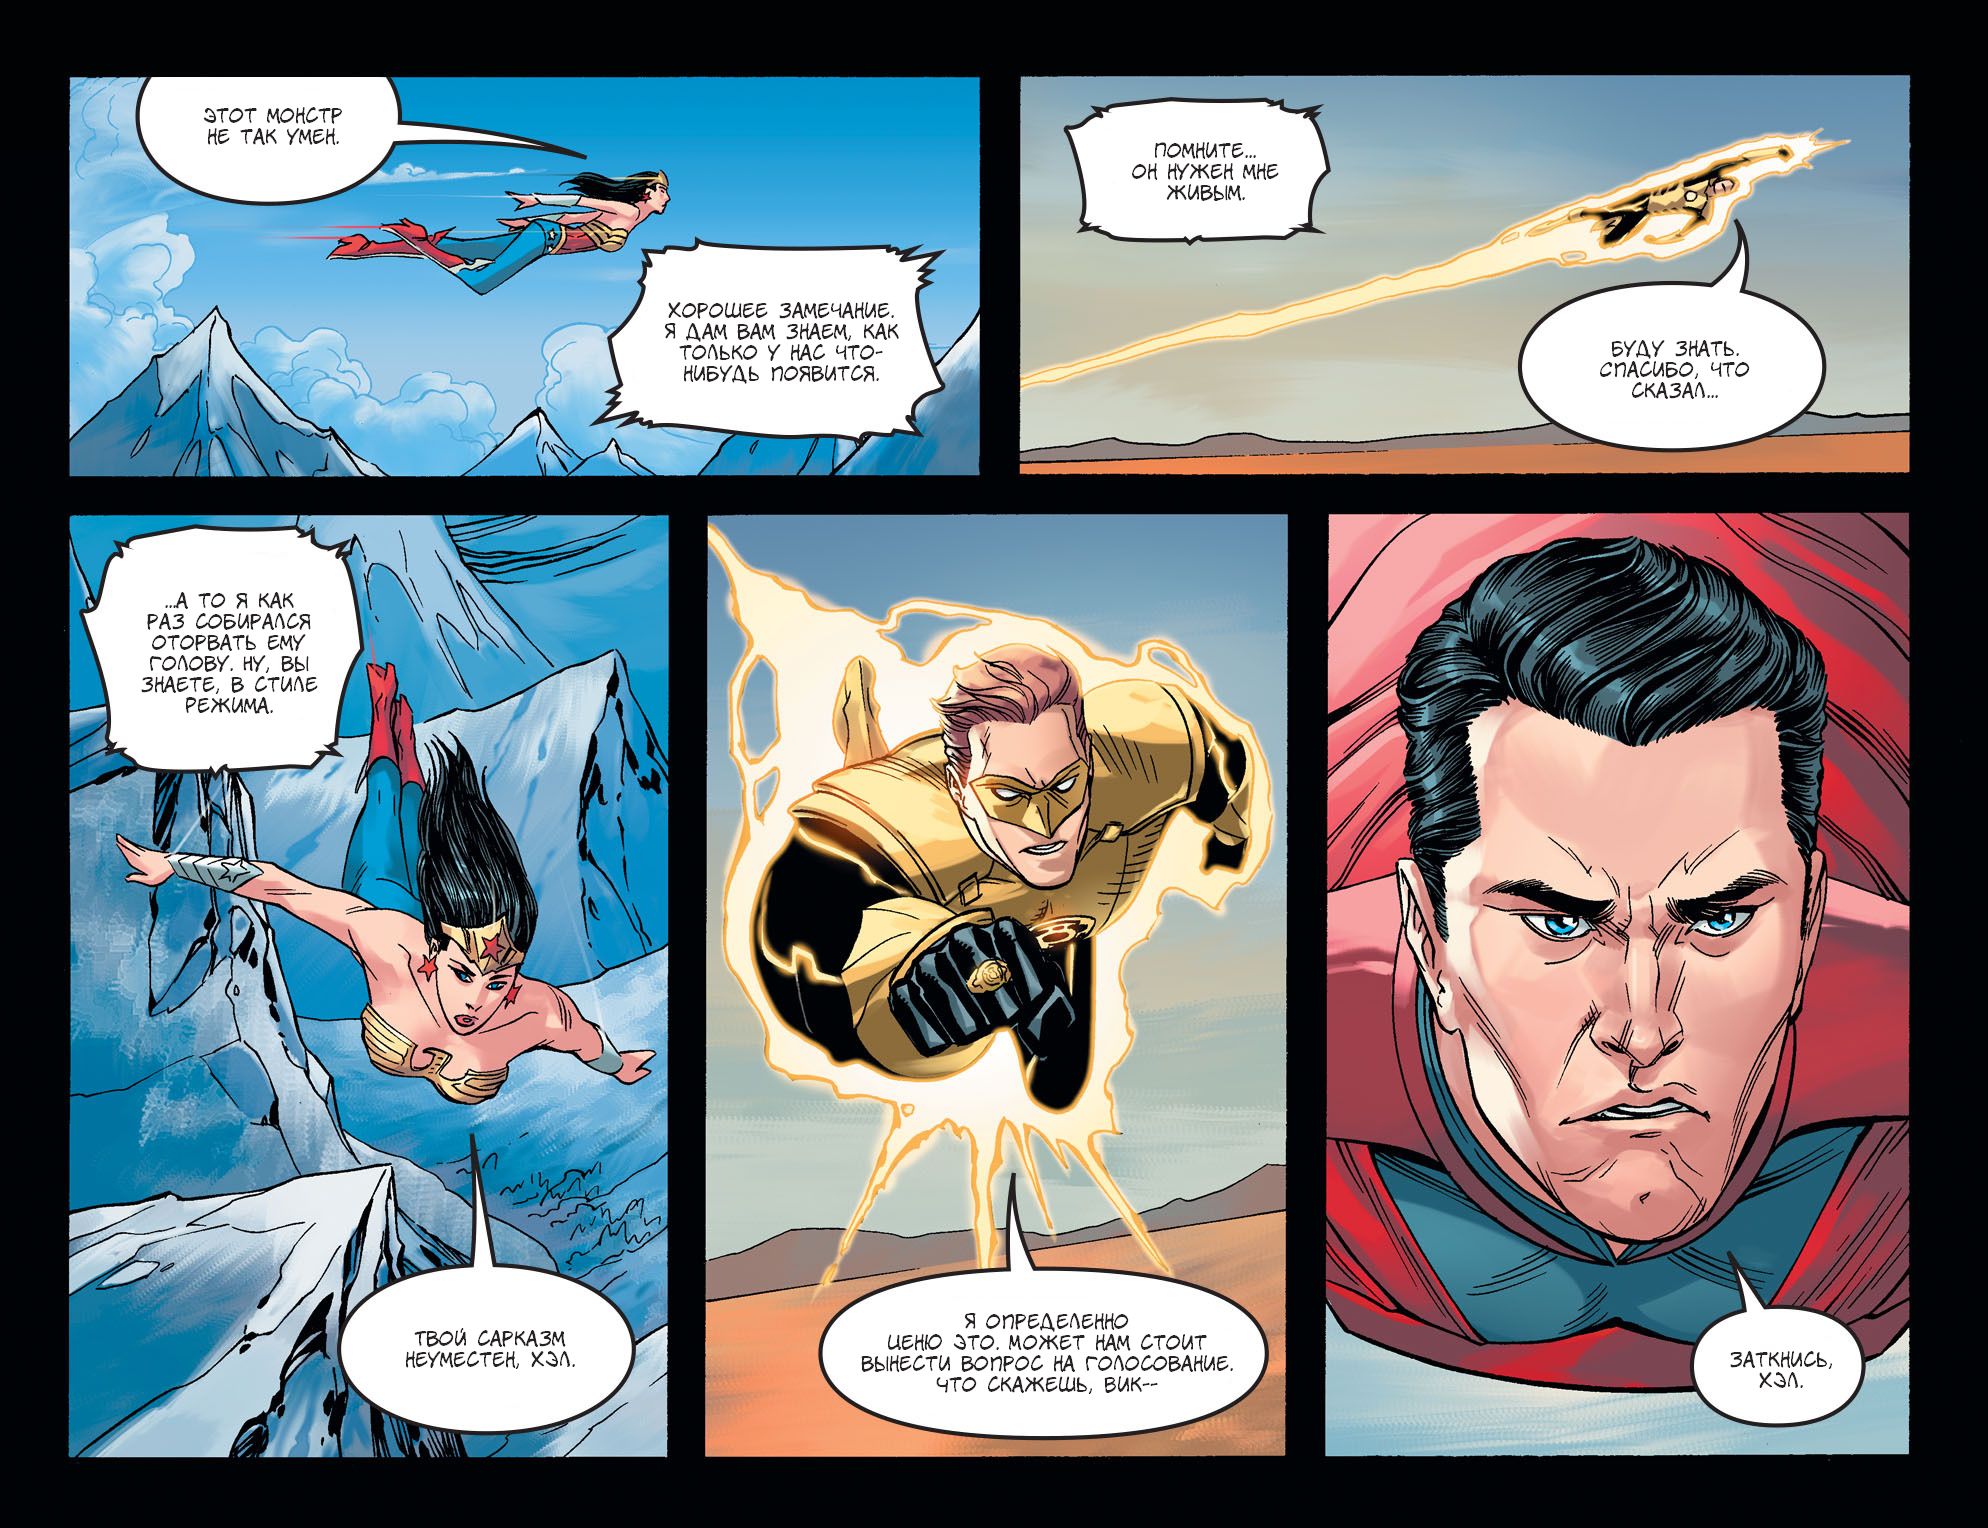 ЭТОТ МОНСТР
НЕ ТАК УМЕН.
ХОРОШЕЕ ЗАМЕЧАНИЕ.
Я ДАМ ВАМ ЗНАЕМ, КАК
ТОЛЬКО У НАС ЧТО-
НИБУДЬ ПОЯВИТСЯ.
ПОМНИТЕ...
ОН НУЖЕН МНЕ
ЖИВЫМ.
БУДУ ЗНАТЬ.
СПАСИБО, ЧТО
СКАЗАЛ...
...А ТО Я КАК
РАЗ СОБИРАЛСЯ
ОТОРВАТЬ ЕМУ
ГОЛОВУ. НУ, ВЫ
ЗНАЕТЕ, В СТИЛЕ
РЕЖИМА.
ТВОЙ САРКАЗМ
НЕУМЕСТЕН, ХЭЛ.
Я ОПРЕДЕЛЕННО
ЦЕНЮ ЭТО. МОЖЕТ НАМ СТОИТ
ВЫНЕСТИ ВОПРОС НА ГОЛОСОВАНИЕ.
ЧТО СКАЖЕШЬ, ВИК--
ЗАТКНИСЬ,
ХЭЛ.